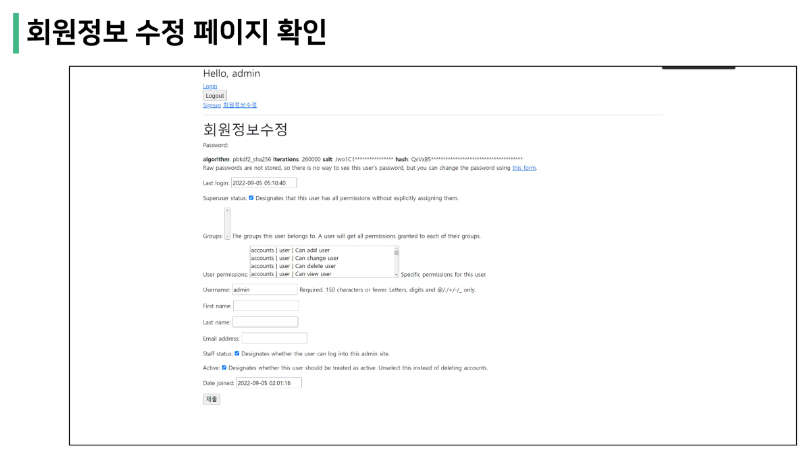 회원정보 수정 페이지 확인
Hello, admin
Login
Logout
Signup 회원정보수정
회원정보수정
Password:
algorithm: pbkdf2_sha256 iterations: 260000 salt: Jwo1C1**************** hash: QxVxBS**************************************
Raw passwords are not stored, so there is no way to see this user's password, but you can change the password using this form.
Last login: 2022-09-05 05:10:40
Superuser status: Designates that this user has all permissions without explicitly assigning them.
Groups: The groups this user belongs to. A user will get all permissions granted to each of their groups.
accounts | user | Can add user
accounts | user | Can change user
accounts | user | Can delete user
User permissions: accounts | user | Can view user Specific permissions for this user.
Username: admin Required. 150 characters or fewer. Letters, digits and @/./+/-/_ only.
First name:
Last name:
Email address:
Staff status: Designates whether the user can log into this admin site.
Active: Designates whether this user should be treated as active. Unselect this instead of deleting accounts.
Date joined: 2022-09-05 02:01:16
제출